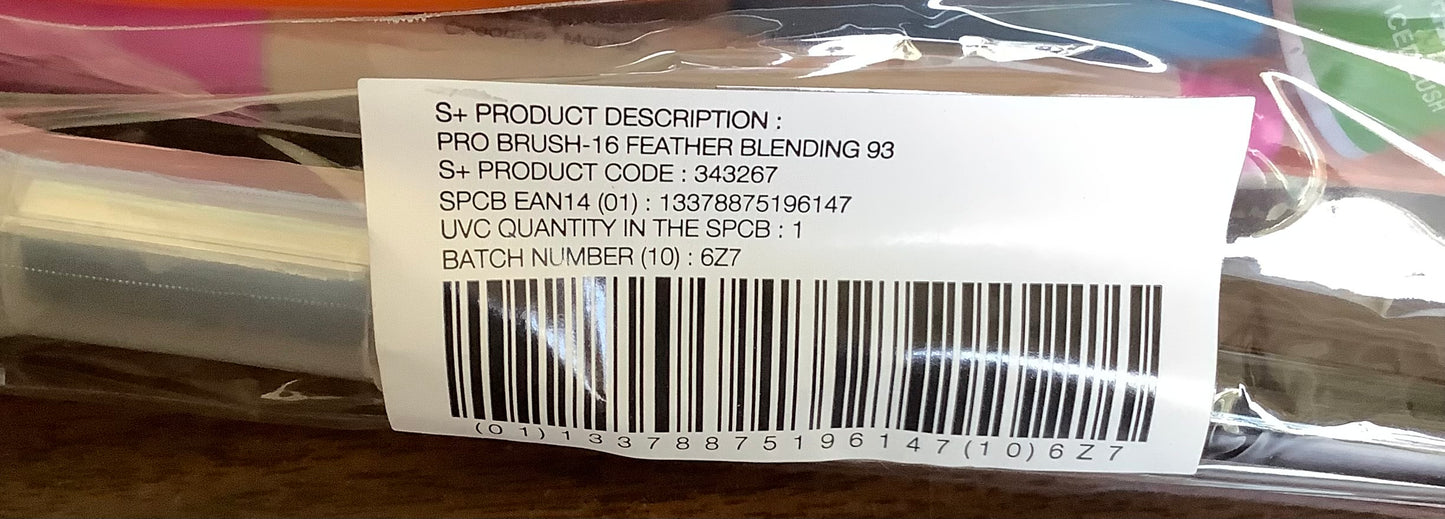 S+ PRODUCT DESCRIPTION :
PRO BRUSH-16 FEATHER BLENDING 93
S+ PRODUCT CODE : 343267
SPCB EAN14 (01) : 13378875196147
UVC QUANTITY IN THE SPCB : 1
BATCH NUMBER (10) : 6Z7
(01)13378875196147(10)6Z7